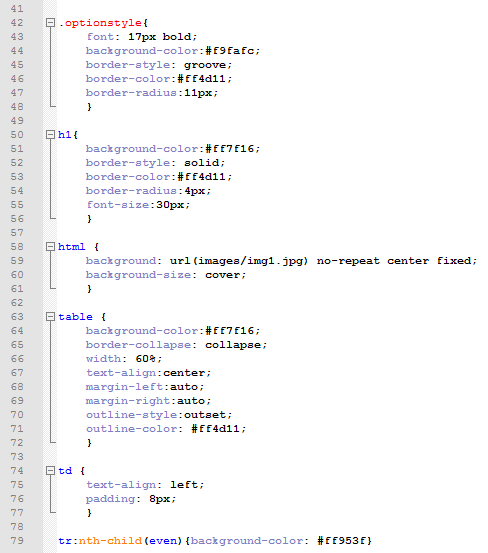 41
42 .optionstyle{
43 font: 17px bold;
44 background-color:#f9fafc;
45 border-style: groove;
46 border-color:#ff4d11;
47 border-radius:11px;
48 }
49
50 h1{
51 background-color:#ff7f16;
52 border-style: solid;
53 border-color:#ff4d11;
54 border-radius:4px;
55 font-size:30px;
56 }
57
58 html {
59 background: url(images/img1.jpg) no-repeat center fixed;
60 background-size: cover;
61 }
62
63 table {
64 background-color:#ff7f16;
65 border-collapse: collapse;
66 width: 60%;
67 text-align:center;
68 margin-left:auto;
69 margin-right:auto;
70 outline-style:outset;
71 outline-color: #ff4d11;
72 }
73
74 td {
75 text-align: left;
76 padding: 8px;
77 }
78
79 tr:nth-child(even){background-color: #ff953f}